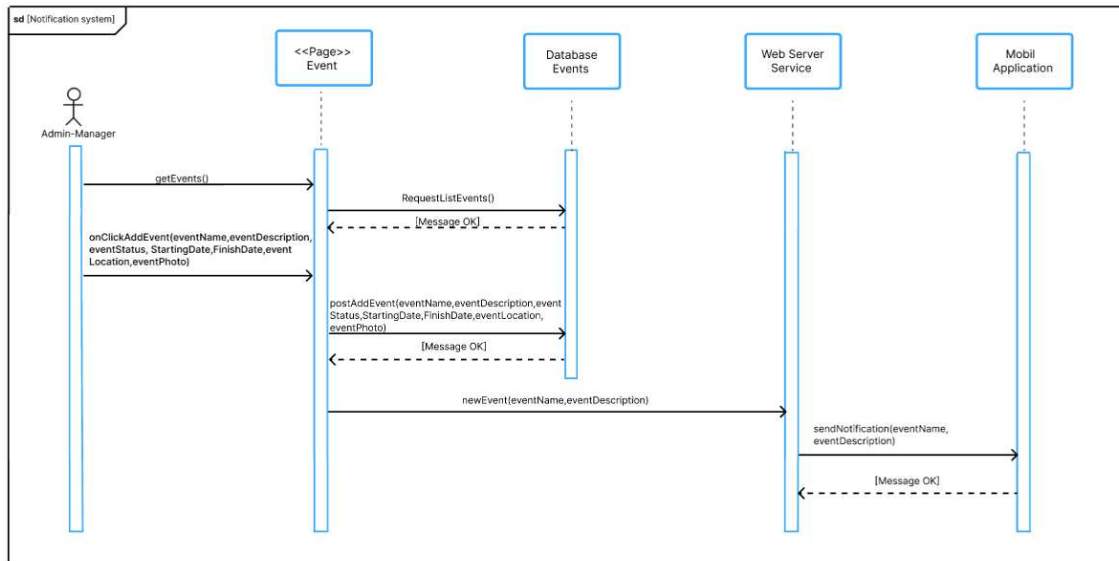 sd [Notification system]
<<Page>>
Event
Database
Events
Web Server
Service
Mobil
Application
Admin-Manager
getEvents()
RequestListEvents()
[Message OK]
onClickAddEvent(eventName,eventDescription,
eventStatus, StartingDate,FinishDate,event
Location,eventPhoto)
postAddEvent(eventName,eventDescription,event
Status,StartingDate,FinishDate,eventLocation,
eventPhoto)
[Message OK]
newEvent(eventName,eventDescription)
sendNotification(eventName,
eventDescription)
[Message OK]